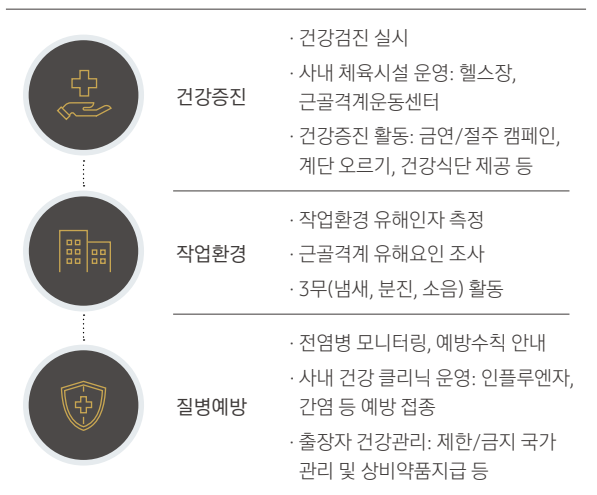 건강증진
· 건강검진 실시
· 사내 체육시설 운영: 헬스장,
근골격계운동센터
· 건강증진 활동: 금연/절주 캠페인,
계단 오르기, 건강식단 제공 등
작업환경
· 작업환경 유해인자 측정
· 근골격계 유해요인 조사
· 3무(냄새, 분진, 소음) 활동
질병예방
· 전염병 모니터링, 예방수칙 안내
· 사내 건강 클리닉 운영: 인플루엔자,
간염 등 예방 접종
· 출장자 건강관리: 제한/금지 국가
관리 및 상비약품지급 등